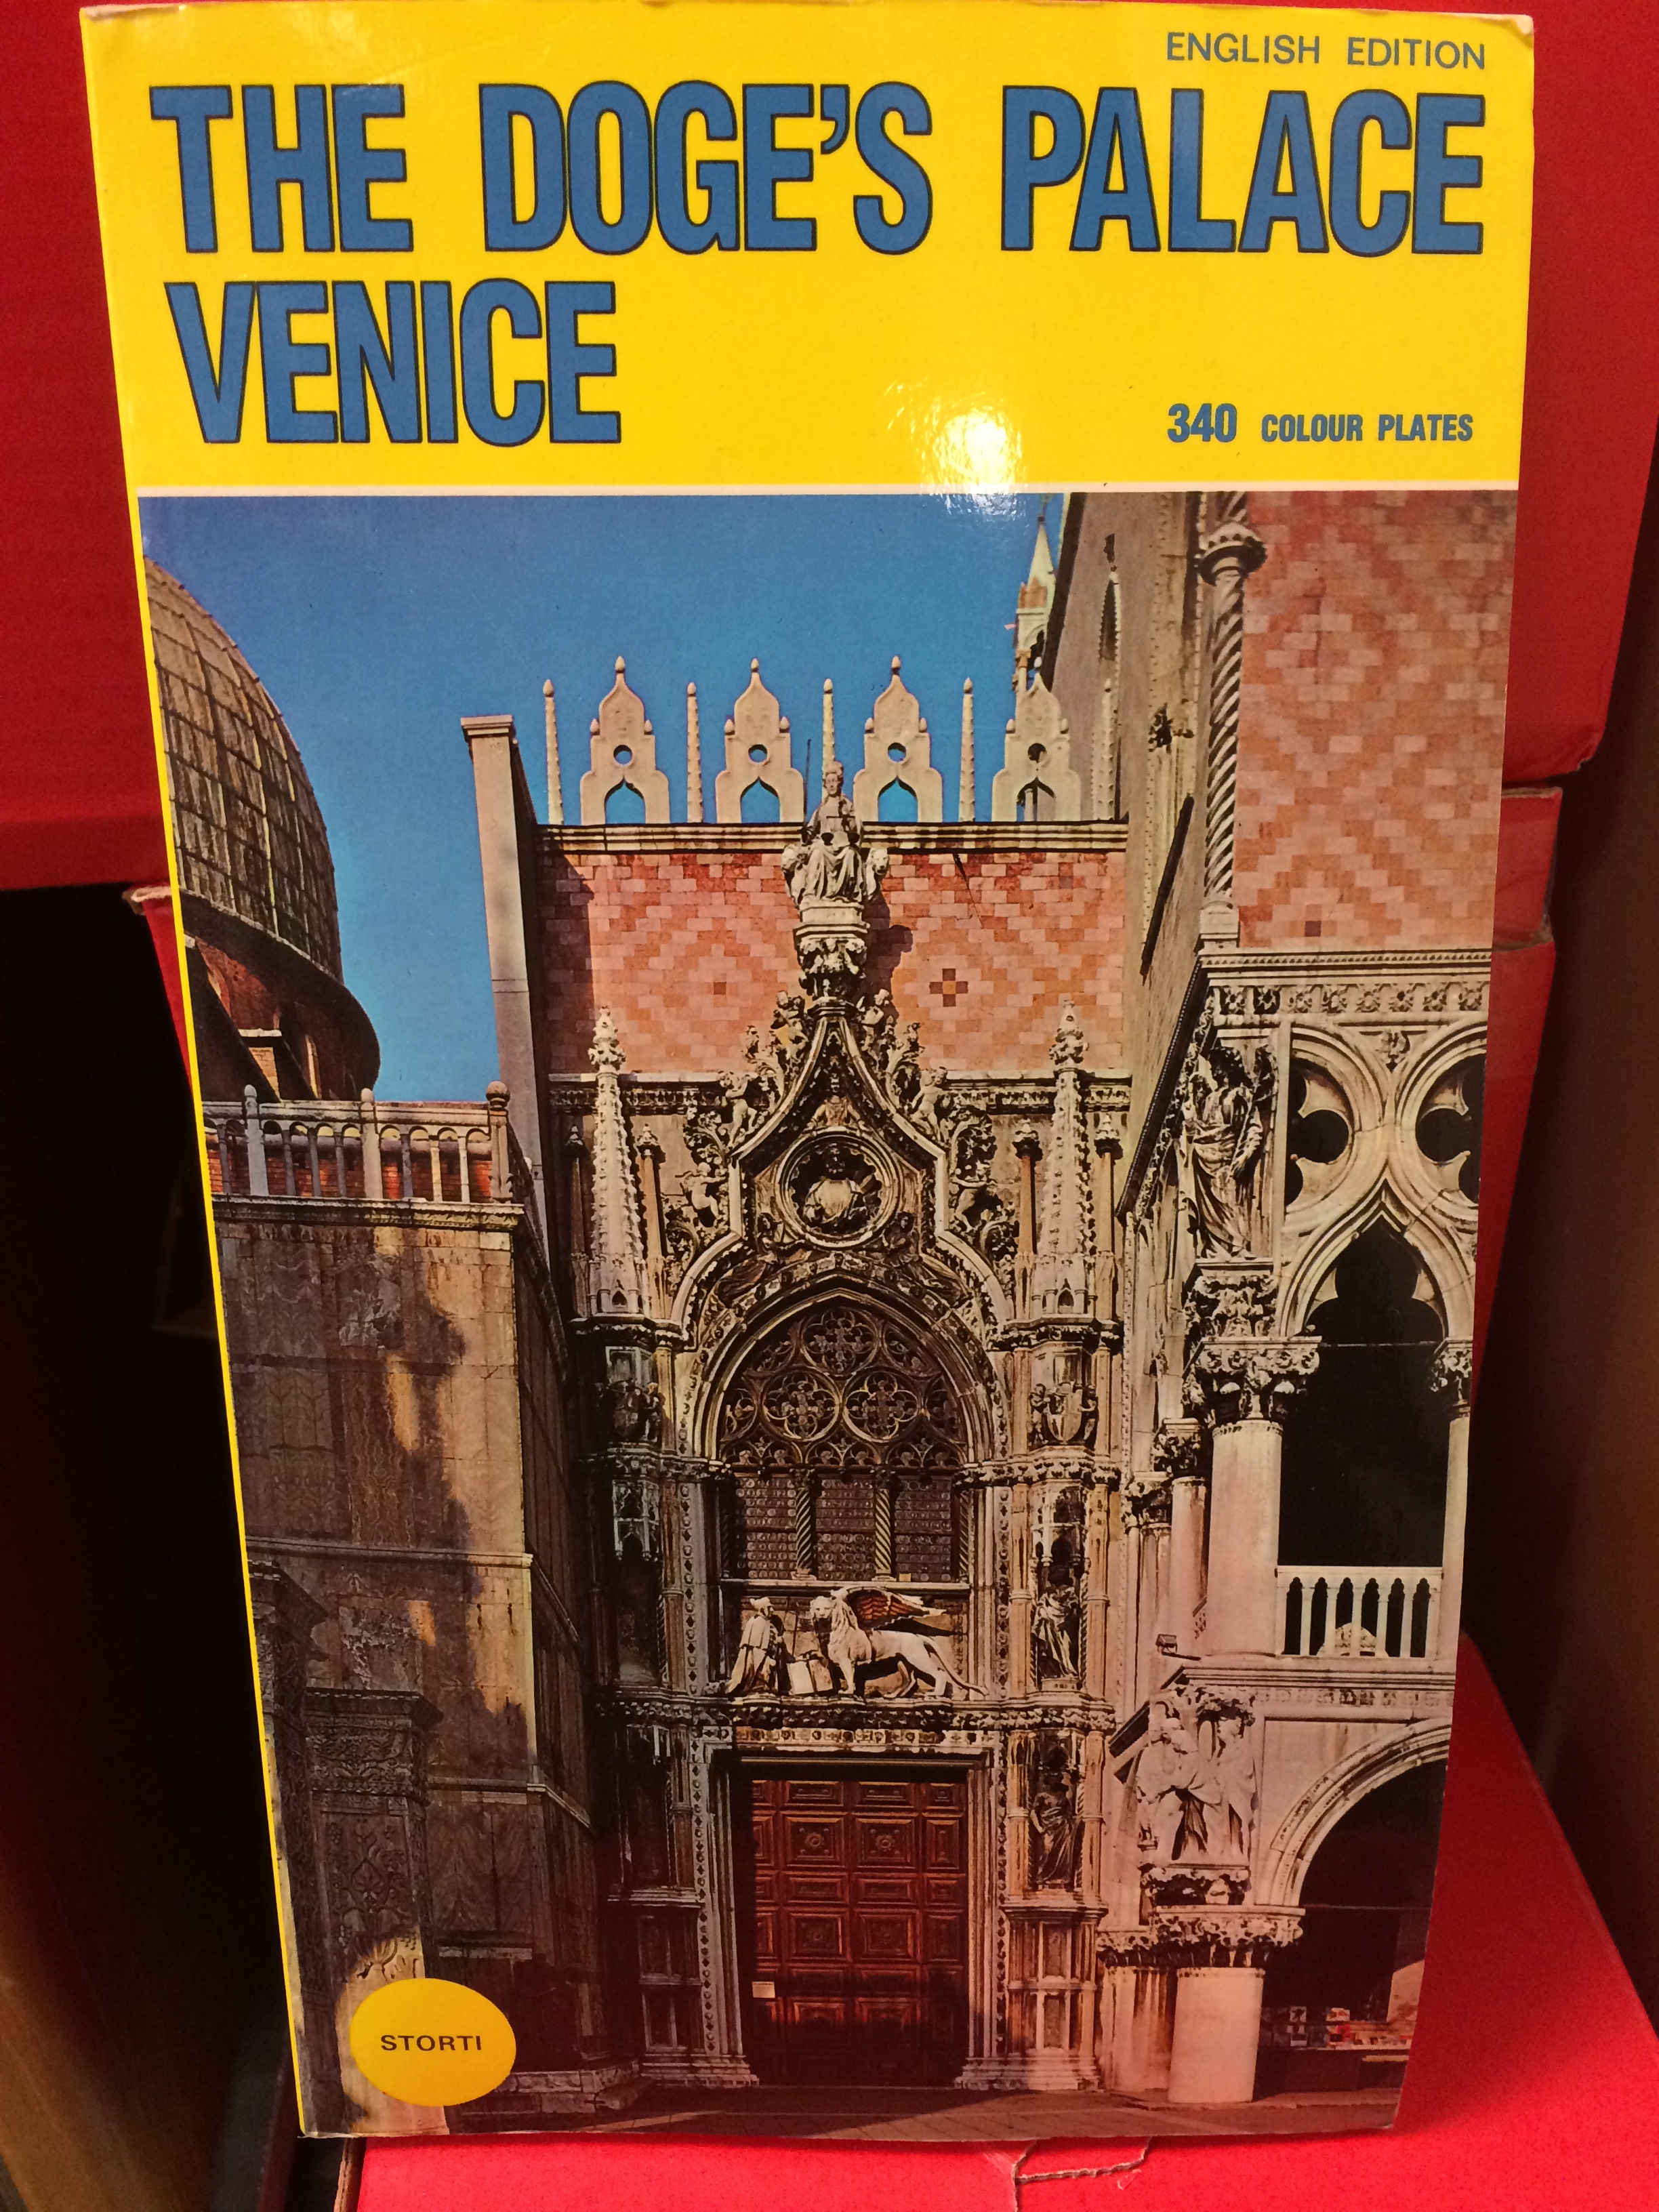 ENGLISH EDITION
THE DOGE'S PALACE
VENICE
340 COLOUR PLATES
STORTI